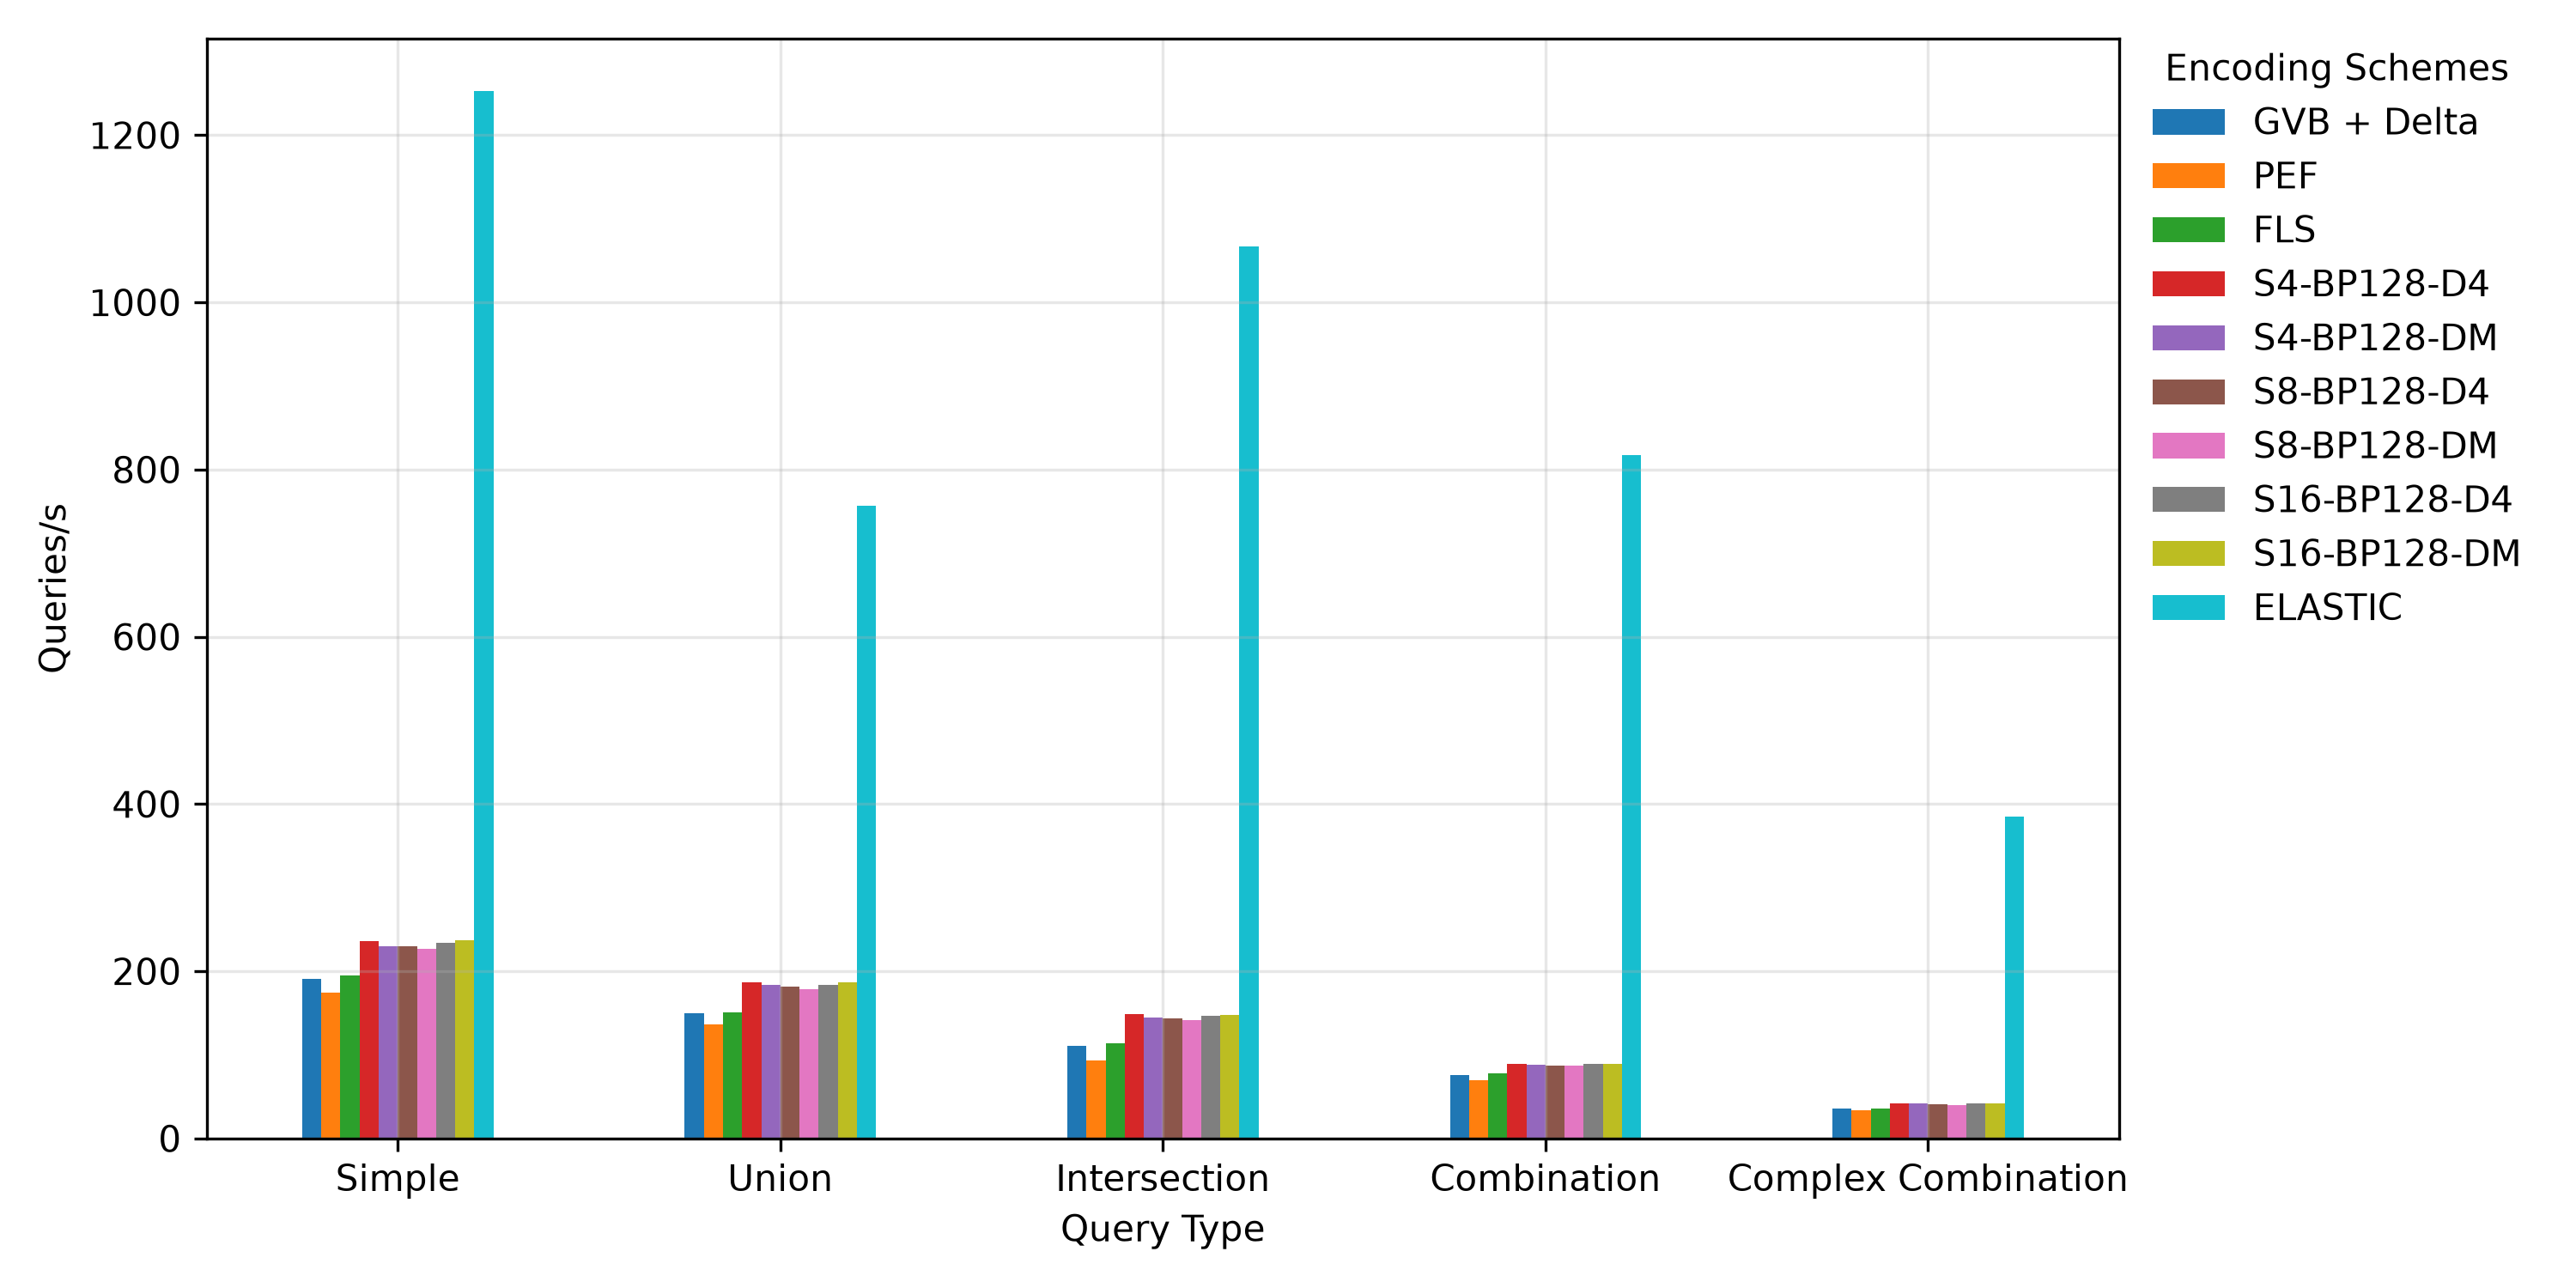 1200
1000
800
600
400
200
0
Queries/s
Simple
Union
Intersection
Combination
Complex Combination
Query Type
Encoding Schemes
GVB + Delta
PEF
FLS
S4-BP128-D4
S4-BP128-DM
S8-BP128-D4
S8-BP128-DM
S16-BP128-D4
S16-BP128-DM
ELASTIC